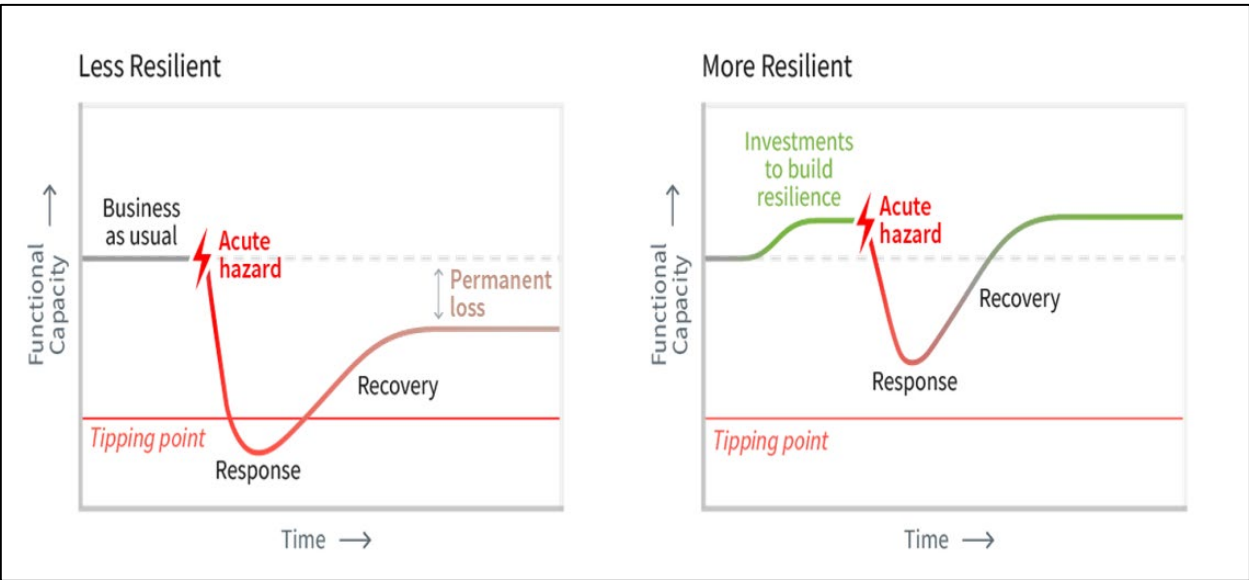 Less Resilient
Functional
Capacity
Business
as usual
Acute
hazard
Permanent
loss
Recovery
Tipping point
Response
Time
More Resilient
Functional
Capacity
Investments
to build
resilience
Acute
hazard
Recovery
Response
Tipping point
Time